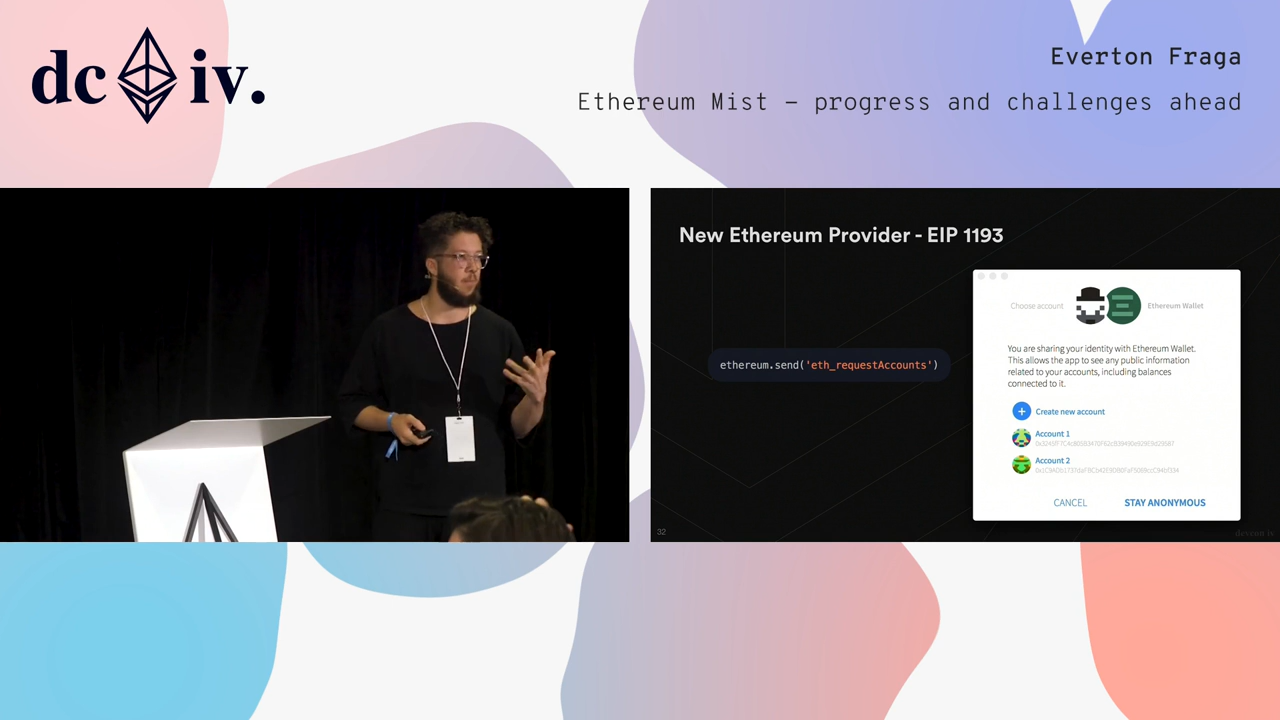 dc iv.
Everton Fraga
Ethereum Mist – progress and challenges ahead
New Ethereum Provider - EIP 1193
ethereum.send('eth_requestAccounts')
Choose account
Ethereum Wallet
You are sharing your identity with Ethereum Wallet.
This allows the app to see any public information
related to your accounts, including balances
connected to it.
Create new account
Account 1
Account 2
CANCEL
STAY ANONYMOUS
32
devcon iv